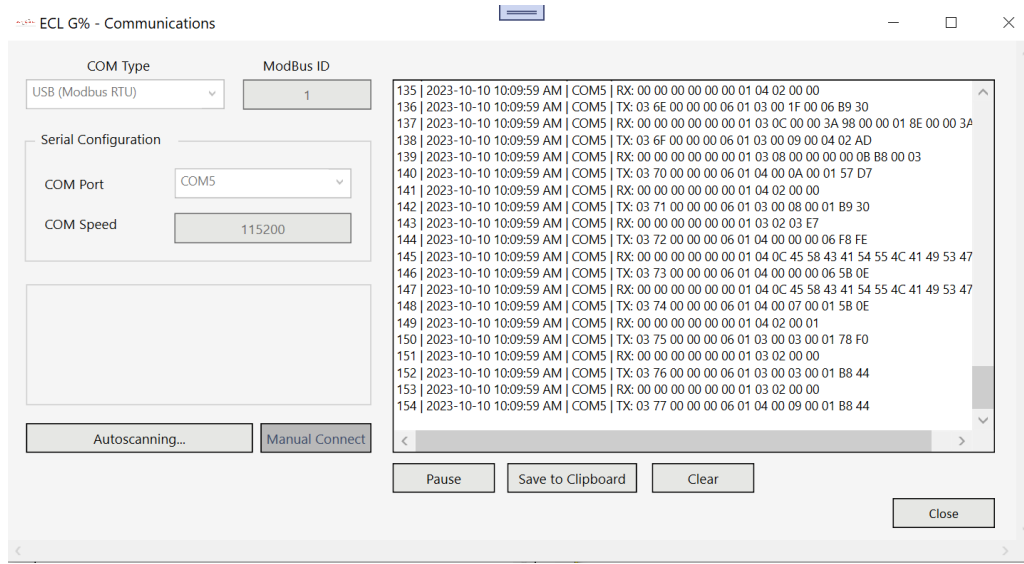 ECL G% - Communications
COM Type
ModBus ID
USB (Modbus RTU)
1
Serial Configuration
COM Port
COM5
COM Speed
115200
Autoscanning...
Manual Connect
135 | 2023-10-10 10:09:59 AM | COM5 | RX: 00 00 00 00 00 00 01 04 02 00 00
136 | 2023-10-10 10:09:59 AM | COM5 | TX: 03 6E 00 00 00 06 01 03 00 1F 00 06 B9 30
137 | 2023-10-10 10:09:59 AM | COM5 | RX: 00 00 00 00 00 00 01 03 0C 00 00 3A 98 00 00 01 8E 00 00 3A
138 | 2023-10-10 10:09:59 AM | COM5 | TX: 03 6F 00 00 00 06 01 03 00 09 00 04 02 AD
139 | 2023-10-10 10:09:59 AM | COM5 | RX: 00 00 00 00 00 00 01 03 08 00 00 00 00 0B B8 00 03
140 | 2023-10-10 10:09:59 AM | COM5 | TX: 03 70 00 00 00 06 01 04 00 0A 00 01 57 D7
141 | 2023-10-10 10:09:59 AM | COM5 | RX: 00 00 00 00 00 00 01 04 02 00 00
142 | 2023-10-10 10:09:59 AM | COM5 | TX: 03 71 00 00 00 06 01 03 00 08 00 01 B9 30
143 | 2023-10-10 10:09:59 AM | COM5 | RX: 00 00 00 00 00 00 01 03 02 03 E7
144 | 2023-10-10 10:09:59 AM | COM5 | TX: 03 72 00 00 00 06 01 04 00 00 00 06 F8 FE
145 | 2023-10-10 10:09:59 AM | COM5 | RX: 00 00 00 00 00 00 01 04 0C 45 58 43 41 54 55 4C 41 49 53 47
146 | 2023-10-10 10:09:59 AM | COM5 | TX: 03 73 00 00 00 06 01 04 00 00 00 06 5B 0E
147 | 2023-10-10 10:09:59 AM | COM5 | RX: 00 00 00 00 00 00 01 04 0C 45 58 43 41 54 55 4C 41 49 53 47
148 | 2023-10-10 10:09:59 AM | COM5 | TX: 03 74 00 00 00 06 01 04 00 07 00 01 5B 0E
149 | 2023-10-10 10:09:59 AM | COM5 | RX: 00 00 00 00 00 00 01 04 02 00 01
150 | 2023-10-10 10:09:59 AM | COM5 | TX: 03 75 00 00 00 06 01 03 00 03 00 01 78 F0
151 | 2023-10-10 10:09:59 AM | COM5 | RX: 00 00 00 00 00 00 01 03 02 00 00
152 | 2023-10-10 10:09:59 AM | COM5 | TX: 03 76 00 00 00 06 01 03 00 03 00 01 B8 44
153 | 2023-10-10 10:09:59 AM | COM5 | RX: 00 00 00 00 00 00 01 03 02 00 00
154 | 2023-10-10 10:09:59 AM | COM5 | TX: 03 77 00 00 00 06 01 04 00 09 00 01 B8 44
Pause
Save to Clipboard
Clear
Close